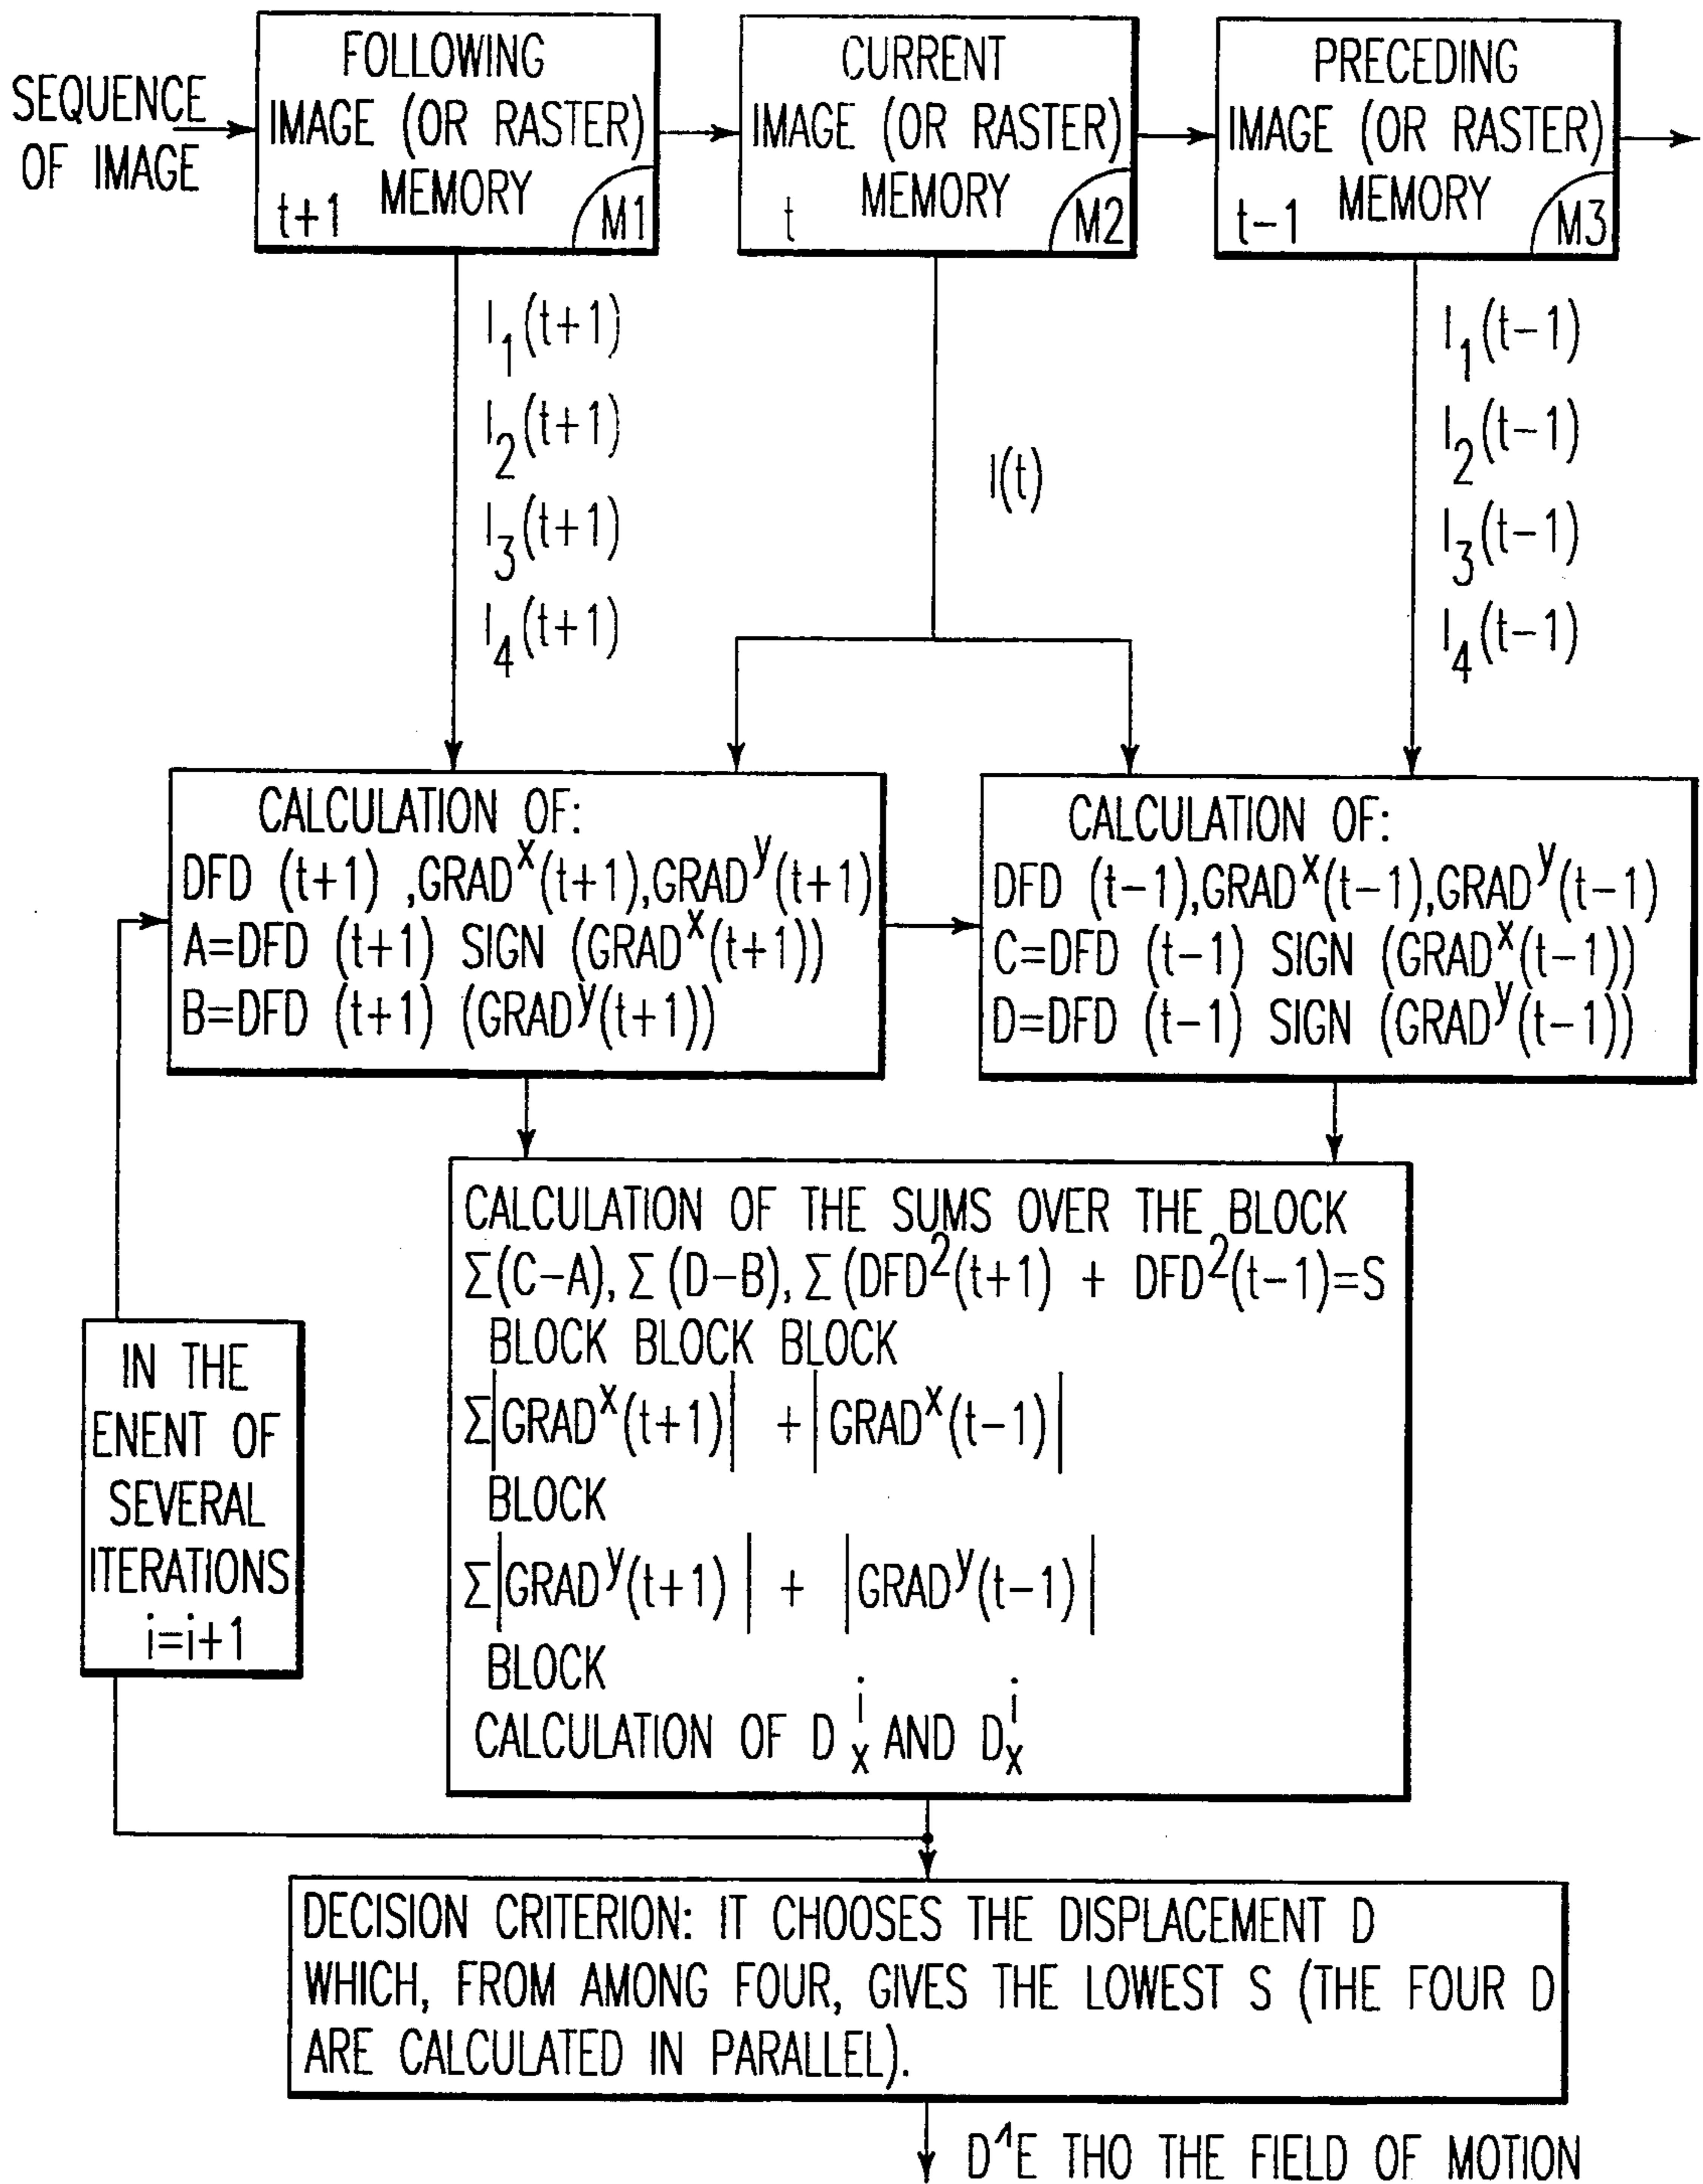 SEQUENCE
OF IMAGE
FOLLOWING
IMAGE (OR RASTER)
MEMORY
t+1
M1
CURRENT
IMAGE (OR RASTER)
MEMORY
t
M2
PRECEDING
IMAGE (OR RASTER)
MEMORY
t-1
M3
I₁(t+1)
I₂(t+1)
I₃(t+1)
I₄(t+1)
I(t)
I₁(t-1)
I₂(t-1)
I₃(t-1)
I₄(t-1)
CALCULATION OF:
DFD (t+1) ,GRADˣ(t+1),GRADʸ(t+1)
A=DFD (t+1) SIGN (GRADˣ(t+1))
B=DFD (t+1) (GRADʸ(t+1))
CALCULATION OF:
DFD (t-1),GRADˣ(t-1),GRADʸ(t-1)
C=DFD (t-1) SIGN (GRADˣ(t-1))
D=DFD (t-1) SIGN (GRADʸ(t-1))
CALCULATION OF THE SUMS OVER THE BLOCK
Σ(C-A), Σ (D-B), Σ (DFD²(t+1) + DFD²(t-1)=S
BLOCK BLOCK BLOCK
Σ|GRADˣ(t+1)| +|GRADˣ(t-1)|
BLOCK
Σ|GRADʸ(t+1)| + |GRADʸ(t-1)|
BLOCK
CALCULATION OF Dₓⁱ AND Dₓⁱ
IN THE
ENENT OF
SEVERAL
ITERATIONS
i=i+1
DECISION CRITERION: IT CHOOSES THE DISPLACEMENT D
WHICH, FROM AMONG FOUR, GIVES THE LOWEST S (THE FOUR D
ARE CALCULATED IN PARALLEL).
D^E THO THE FIELD OF MOTION